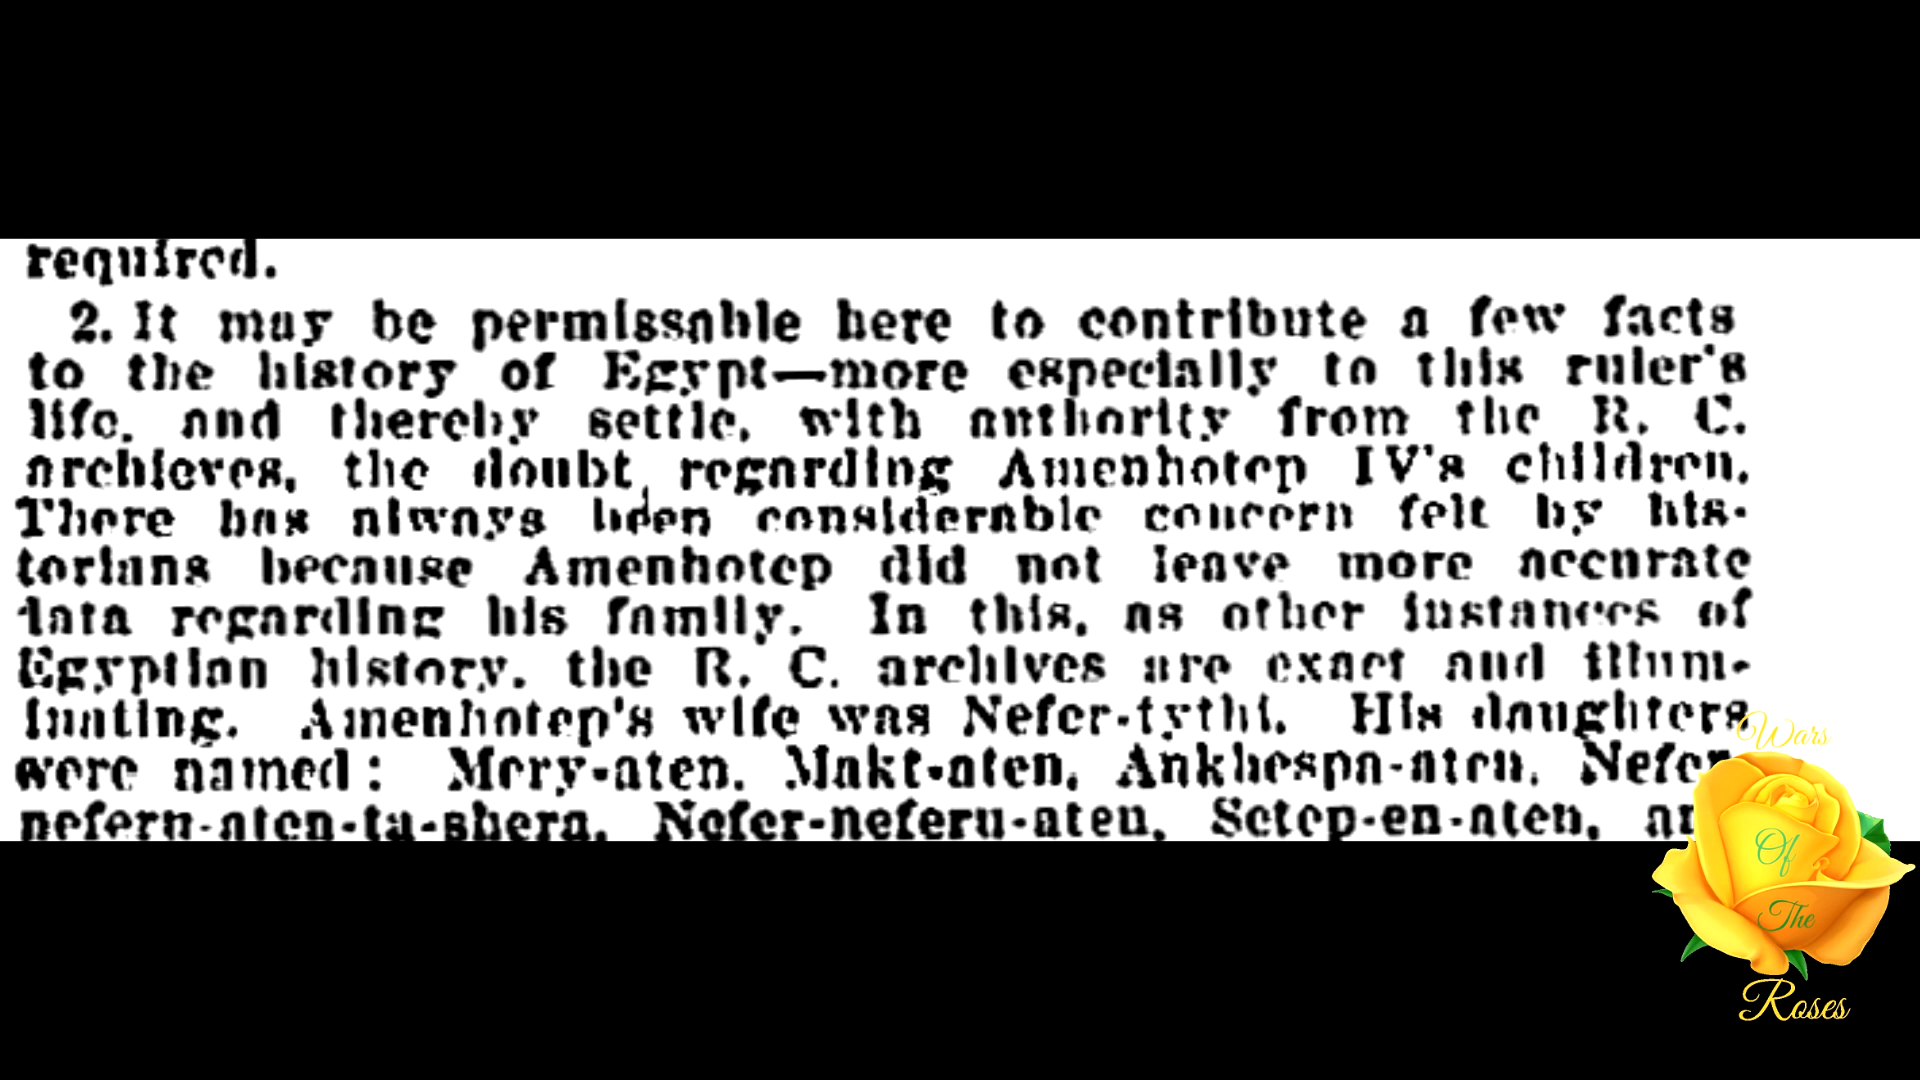 required.
2. It may be permissable here to contribute a few facts
to the history of Egypt—more especially to this ruler's
life, and thereby settle, with authority from the R. C.
archieves, the doubt regarding Amenhotep IV's children.
There has always been considerable concern felt by his-
torians because Amenhotep did not leave more accurate
data regarding his family. In this, as other instances of
Egyptian history, the R. C. archives are exact and illum-
inating. Amenhotep's wife was Nefer-tythi. His daughters
were named: Mery-aten, Makt-aten, Ankhespa-aten, Nefer
neferu-aten-ta-shera, Nefer-neferu-aten, Setep-en-aten,
Wars
Of
The
Roses